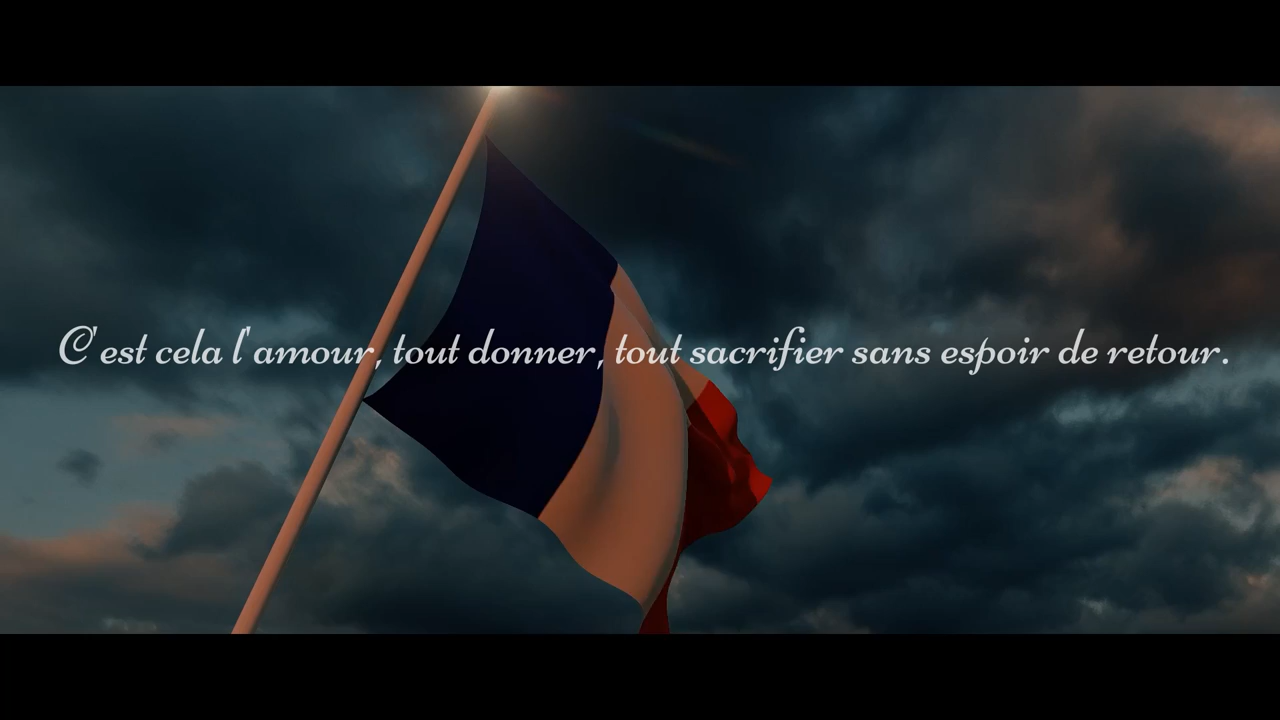 C'est cela l'amour, tout donner, tout sacrifier sans espoir de retour.